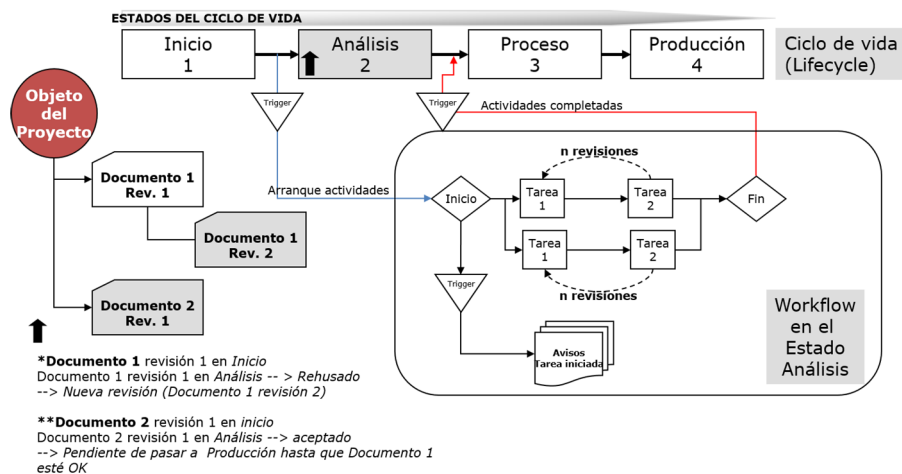 ESTADOS DEL CICLO DE VIDA
Inicio
1
Análisis
2
Proceso
3
Producción
4
Ciclo de vida
(Lifecycle)
Objeto
del
Proyecto
Trigger
Trigger
Actividades completadas
Documento 1
Rev. 1
Documento 1
Rev. 2
Documento 2
Rev. 1
Arranque actividades
n revisiones
Inicio
Tarea
1
Tarea
2
Fin
Tarea
1
Tarea
2
n revisiones
Trigger
Avisos
Tarea iniciada
Workflow
en el
Estado
Análisis
*Documento 1 revisión 1 en Inicio
Documento 1 revisión 1 en Análisis -- > Rehusado
--> Nueva revisión (Documento 1 revisión 2)
**Documento 2 revisión 1 en inicio
Documento 2 revisión 1 en Análisis --> aceptado
--> Pendiente de pasar a Producción hasta que Documento 1
esté OK